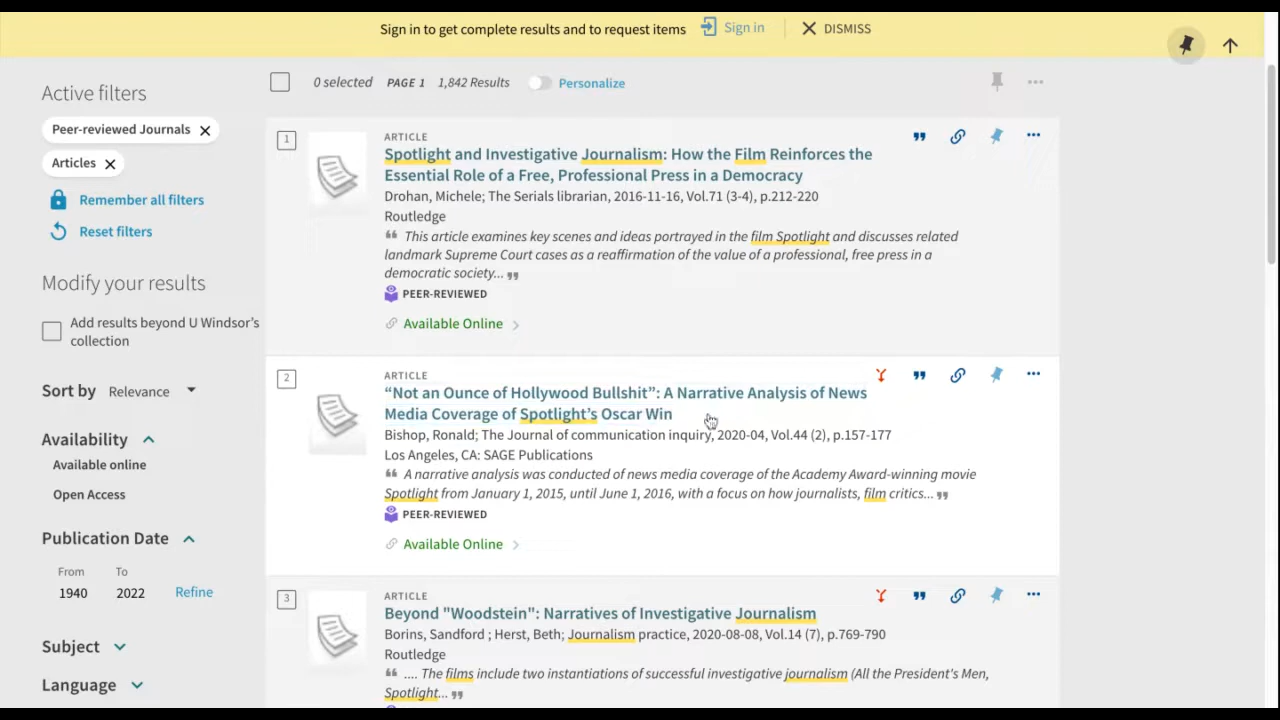 Sign in to get complete results and to request items Sign in DISMISS
0 selected PAGE 1 1,842 Results Personalize
Active filters
Peer-reviewed Journals
Articles
Remember all filters
Reset filters
Modify your results
Add results beyond U Windsor's
collection
Sort by Relevance
Availability
Available online
Open Access
Publication Date
From To
1940 2022 Refine
Subject
Language
1
ARTICLE
Spotlight and Investigative Journalism: How the Film Reinforces the
Essential Role of a Free, Professional Press in a Democracy
Drohan, Michele; The Serials librarian, 2016-11-16, Vol.71 (3-4), p.212-220
Routledge
❝ This article examines key scenes and ideas portrayed in the film Spotlight and discusses related
landmark Supreme Court cases as a reaffirmation of the value of a professional, free press in a
democratic society... ❞
PEER-REVIEWED
Available Online
2
ARTICLE
“Not an Ounce of Hollywood Bullshit”: A Narrative Analysis of News
Media Coverage of Spotlight’s Oscar Win
Bishop, Ronald; The Journal of communication inquiry, 2020-04, Vol.44 (2), p.157-177
Los Angeles, CA: SAGE Publications
❝ A narrative analysis was conducted of news media coverage of the Academy Award-winning movie
Spotlight from January 1, 2015, until June 1, 2016, with a focus on how journalists, film critics... ❞
PEER-REVIEWED
Available Online
3
ARTICLE
Beyond "Woodstein": Narratives of Investigative Journalism
Borins, Sandford ; Herst, Beth; Journalism practice, 2020-08-08, Vol.14 (7), p.769-790
Routledge
❝ .... The films include two instantiations of successful investigative journalism (All the President's Men,
Spotlight... ❞